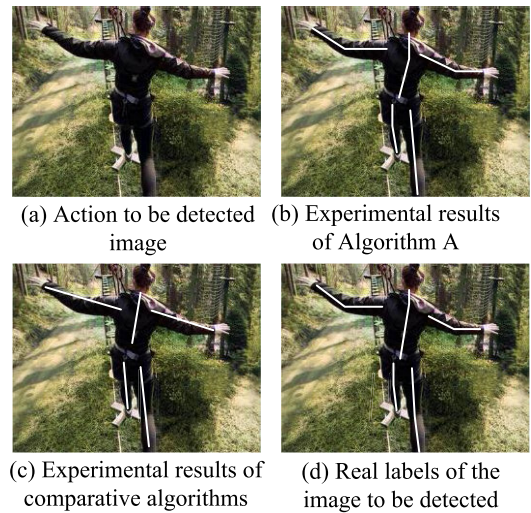 (a) Action to be detected
image
(b) Experimental results
of Algorithm A
(c) Experimental results of
comparative algorithms
(d) Real labels of the
image to be detected